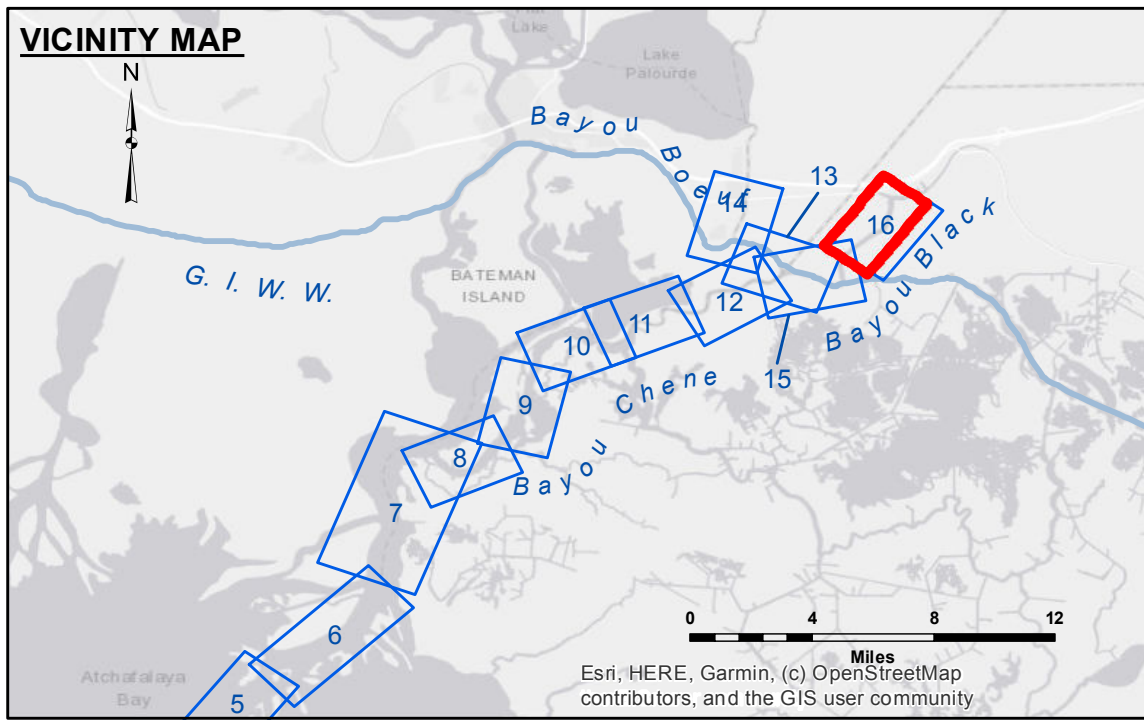 VICINITY MAP
N
Flat
Lake
Lake
Palourde
Bayou
Boeuf
13
14
16
Bayou Black
G. I. W. W.
BATEMAN
ISLAND
12
11
10
15
Chene
9
8
Bayou
7
6
5
Atchafalaya
Bay
0 4 8 12
Miles
Esri, HERE, Garmin, (c) OpenStreetMap
contributors, and the GIS user community